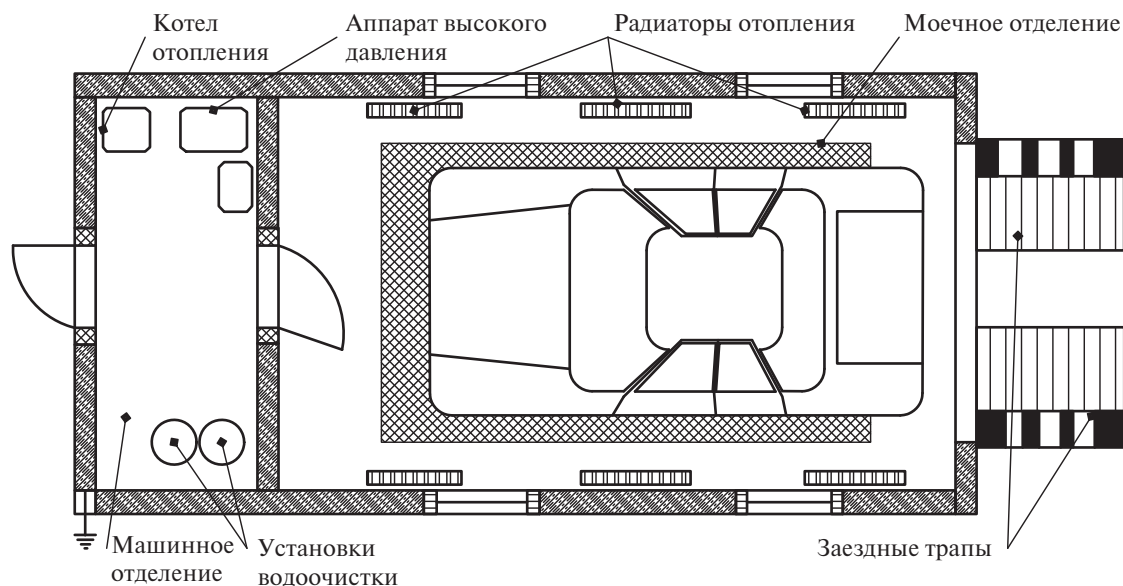 Котел
отопления
Аппарат высокого
давления
Радиаторы отопления
Моечное отделение
Машинное
отделение
Установки
водоочистки
Заездные трапы